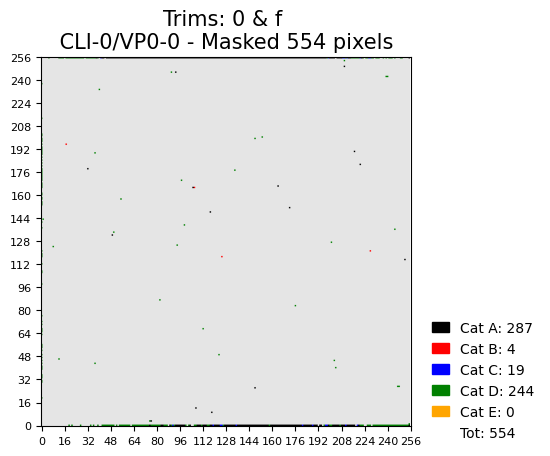 Trims: 0 & f
CLI-0/VP0-0 - Masked 554 pixels
256
240
224
208
192
176
160
144
128
112
96
80
64
48
32
16
0
0 16 32 48 64 80 96 112 128 144 160 176 192 208 224 240 256
Cat A: 287
Cat B: 4
Cat C: 19
Cat D: 244
Cat E: 0
Tot: 554